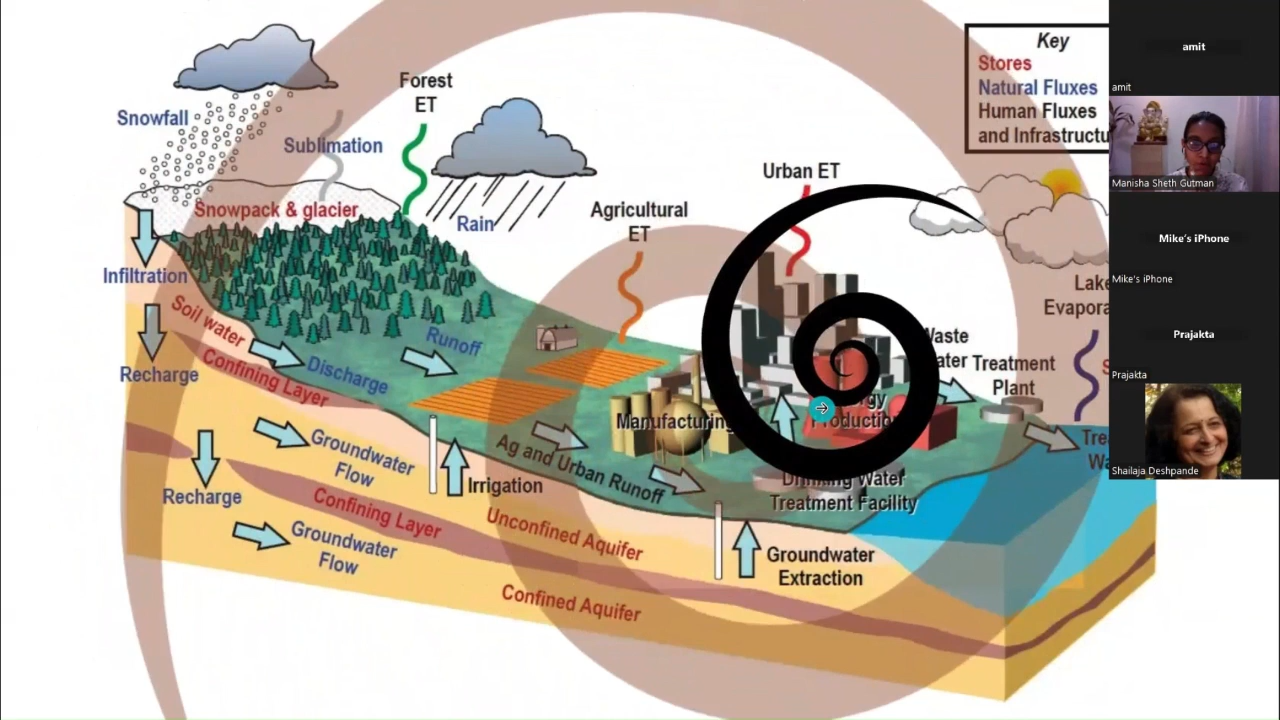 Key
Stores
Natural Fluxes
Human Fluxes
and
Forest
ET
Snowfall
Sublimation
Urban ET
Snowpack & glacier
Rain
Agricultural
ET
Infiltration
Soil water
Runoff
Recharge
Confining Layer
Discharge
Treatment
Plant
Manufacturing
Groundwater
Flow
Ag and Urban Runoff
Irrigation
Recharge
Confining Layer
Drinking Water
Treatment Facility
Unconfined Aquifer
Groundwater
Flow
Groundwater
Extraction
Confined Aquifer
amit
amit
Manisha Sheth Gutman
Mike's iPhone
Mike's iPhone
Prajakta
Prajakta
Shailaja Deshpande